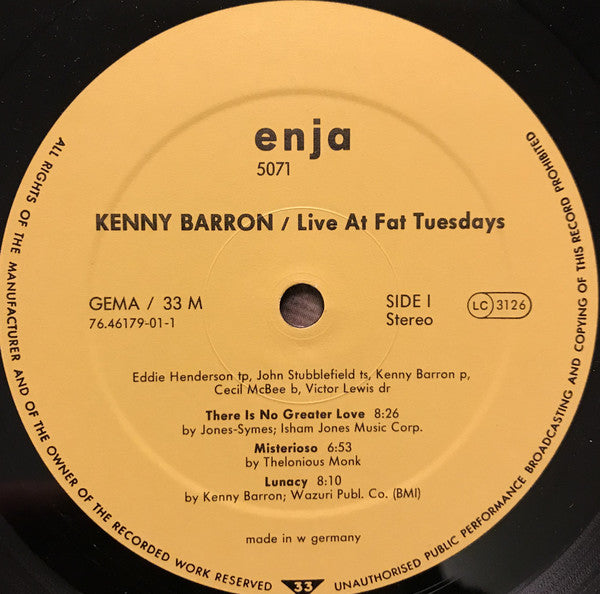 enja
5071
KENNY BARRON / Live At Fat Tuesdays
GEMA / 33 M
76.46179-01-1
SIDE I
Stereo
LC 3126
Eddie Henderson tp, John Stubblefield ts, Kenny Barron p,
Cecil McBee b, Victor Lewis dr
There Is No Greater Love 8:26
by Jones-Symes; Isham Jones Music Corp.
Misterioso 6:53
by Thelonious Monk
Lunacy 8:10
by Kenny Barron; Wazuri Publ. Co. (BMI)
made in w germany
ALL RIGHTS OF THE MANUFACTURER AND OF THE OWNER OF THE RECORDED WORK RESERVED
33
UNAUTHORISED PUBLIC PERFORMANCE BROADCASTING AND COPYING OF THIS RECORD PROHIBITED